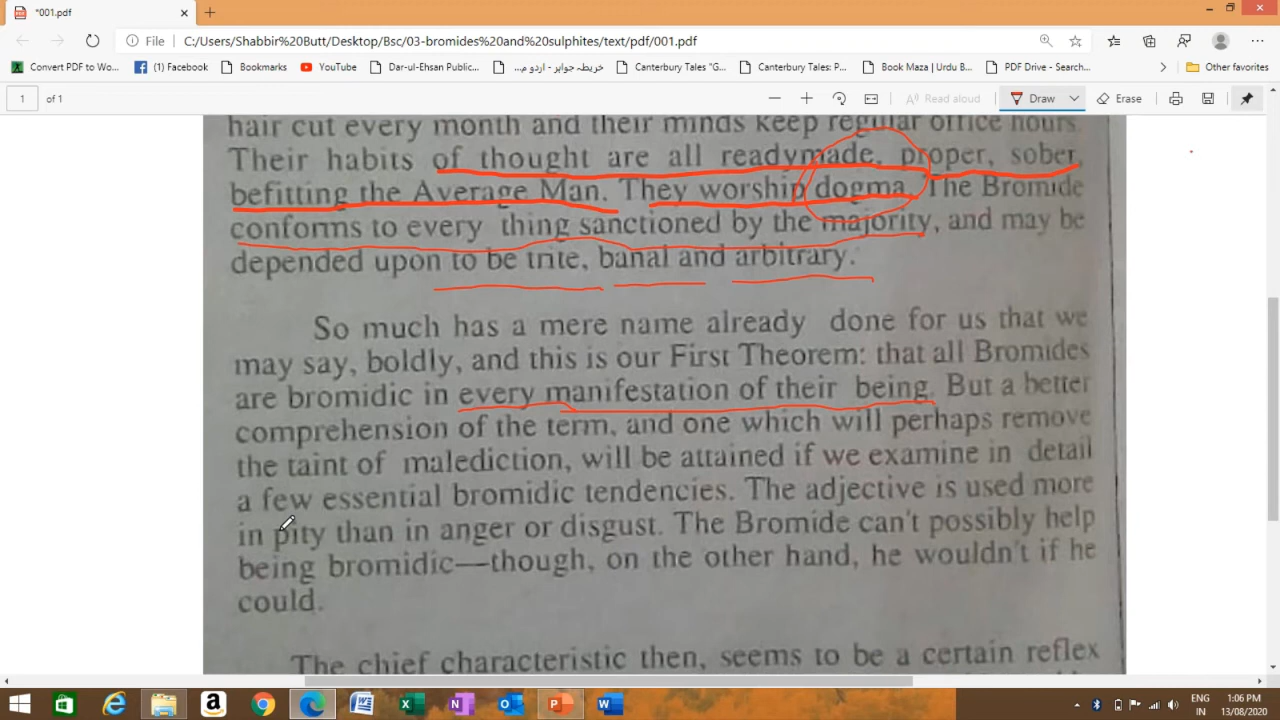 *001.pdf
File C:/Users/Shabbir%20Butt/Desktop/Bsc/03-bromides%20and%20sulphites/text/pdf/001.pdf
Convert PDF to Wo... (1) Facebook Bookmarks YouTube Dar-ul-Ehsan Public... خریطہ جواہر - اردو م... Canterbury Tales "G... Canterbury Tales: P... Book Maza | Urdu B... PDF Drive - Search... Other favorites
1 of 1 Read aloud Draw Erase
hair cut every month and their minds keep regular office hours.
Their habits of thought are all readymade, proper, sober,
befitting the Average Man. They worship dogma. The Bromide
conforms to every thing sanctioned by the majority, and may be
depended upon to be trite, banal and arbitrary.
So much has a mere name already done for us that we
may say, boldly, and this is our First Theorem: that all Bromides
are bromidic in every manifestation of their being. But a better
comprehension of the term, and one which will perhaps remove
the taint of malediction, will be attained if we examine in detail
a few essential bromidic tendencies. The adjective is used more
in pity than in anger or disgust. The Bromide can't possibly help
being bromidic—though, on the other hand, he wouldn't if he
could.
The chief characteristic then, seems to be a certain reflex
ENG 1:06 PM
IN 13/08/2020